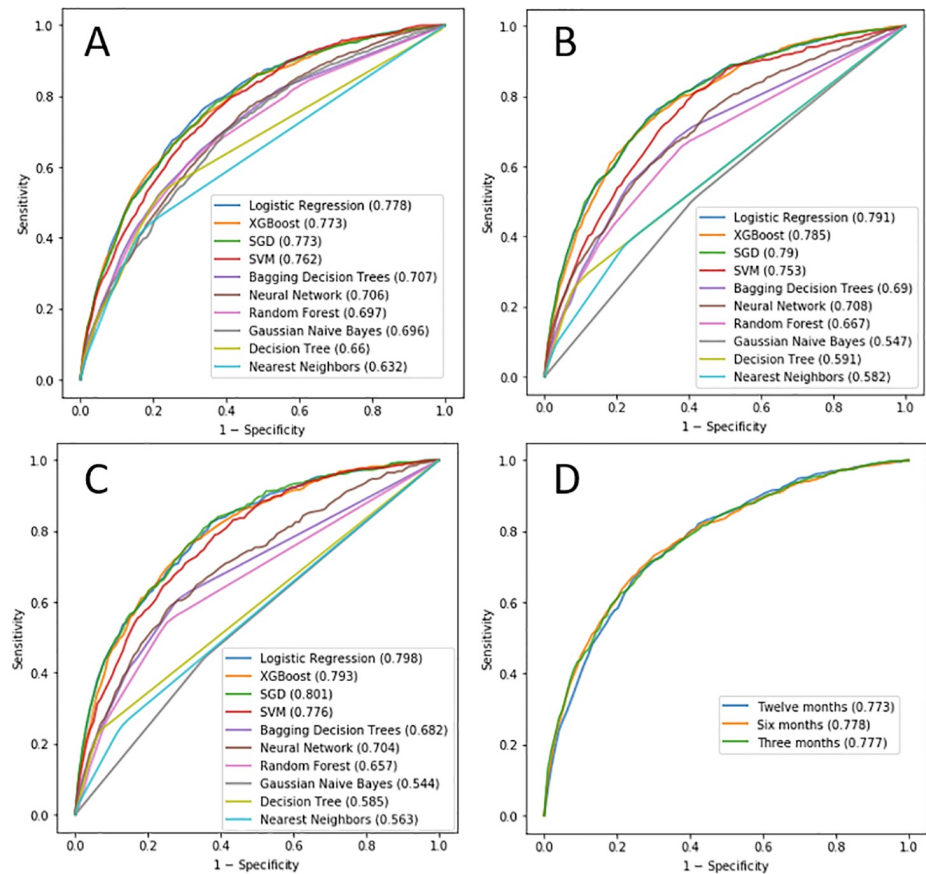 A
1.0
0.8
0.6
0.4
0.2
0.0
Sensitivity
Logistic Regression (0.778)
XGBoost (0.773)
SGD (0.773)
SVM (0.762)
Bagging Decision Trees (0.707)
Neural Network (0.706)
Random Forest (0.697)
Gaussian Naive Bayes (0.696)
Decision Tree (0.66)
Nearest Neighbors (0.632)
0.0 0.2 0.4 0.6 0.8 1.0
1 − Specificity
B
1.0
0.8
0.6
0.4
0.2
0.0
Sensitivity
Logistic Regression (0.791)
XGBoost (0.785)
SGD (0.79)
SVM (0.753)
Bagging Decision Trees (0.69)
Neural Network (0.708)
Random Forest (0.667)
Gaussian Naive Bayes (0.547)
Decision Tree (0.591)
Nearest Neighbors (0.582)
0.0 0.2 0.4 0.6 0.8 1.0
1 − Specificity
C
1.0
0.8
0.6
0.4
0.2
0.0
Sensitivity
Logistic Regression (0.798)
XGBoost (0.793)
SGD (0.801)
SVM (0.776)
Bagging Decision Trees (0.682)
Neural Network (0.704)
Random Forest (0.657)
Gaussian Naive Bayes (0.544)
Decision Tree (0.585)
Nearest Neighbors (0.563)
0.0 0.2 0.4 0.6 0.8 1.0
1 − Specificity
D
1.0
0.8
0.6
0.4
0.2
0.0
Sensitivity
Twelve months (0.773)
Six months (0.778)
Three months (0.777)
0.0 0.2 0.4 0.6 0.8 1.0
1 − Specificity